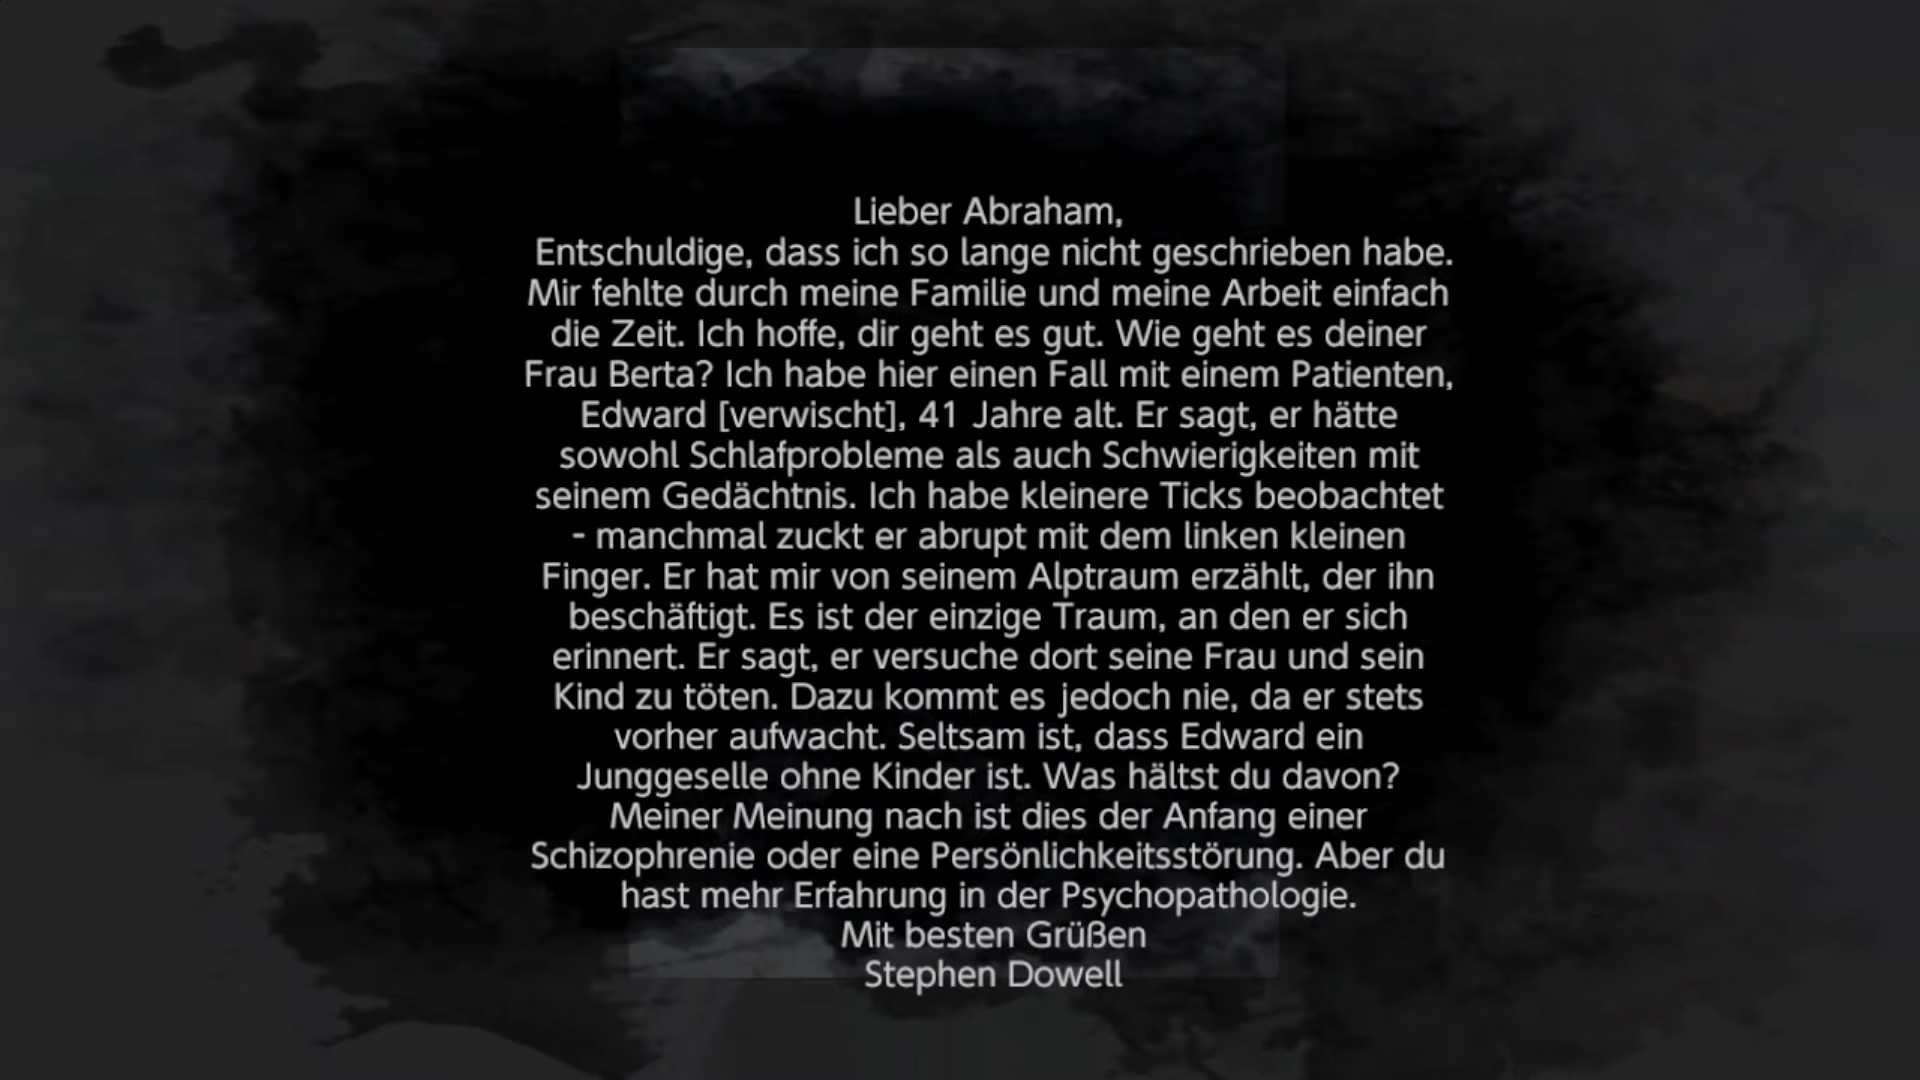 Lieber Abraham,
Entschuldige, dass ich so lange nicht geschrieben habe.
Mir fehlte durch meine Familie und meine Arbeit einfach
die Zeit. Ich hoffe, dir geht es gut. Wie geht es deiner
Frau Berta? Ich habe hier einen Fall mit einem Patienten,
Edward [verwischt], 41 Jahre alt. Er sagt, er hätte
sowohl Schlafprobleme als auch Schwierigkeiten mit
seinem Gedächtnis. Ich habe kleinere Ticks beobachtet
- manchmal zuckt er abrupt mit dem linken kleinen
Finger. Er hat mir von seinem Alptraum erzählt, der ihn
beschäftigt. Es ist der einzige Traum, an den er sich
erinnert. Er sagt, er versuche dort seine Frau und sein
Kind zu töten. Dazu kommt es jedoch nie, da er stets
vorher aufwacht. Seltsam ist, dass Edward ein
Junggeselle ohne Kinder ist. Was hältst du davon?
Meiner Meinung nach ist dies der Anfang einer
Schizophrenie oder eine Persönlichkeitsstörung. Aber du
hast mehr Erfahrung in der Psychopathologie.
Mit besten Grüßen
Stephen Dowell